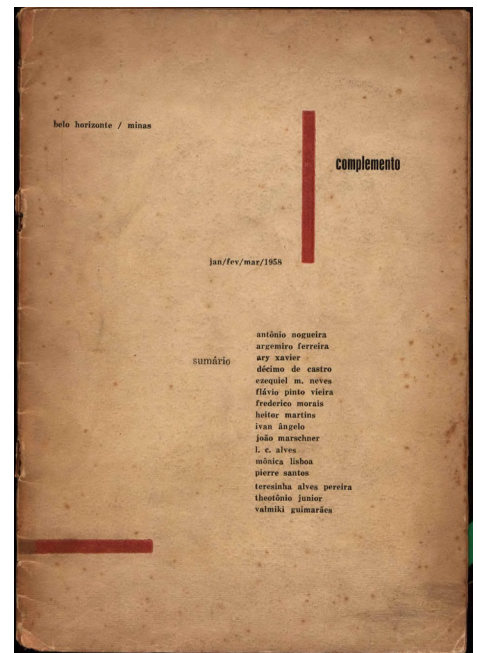 belo horizonte / minas
complemento
jan/fev/mar/1958
sumário
antônio nogueira
argemiro ferreira
ary xavier
décimo de castro
ezequiel m. neves
flávio pinto vieira
frederico morais
heitor martins
ivan ângelo
joão marschner
l. c. alves
mônica lisboa
pierre santos
teresinha alves pereira
theotônio junior
valmiki guimarães